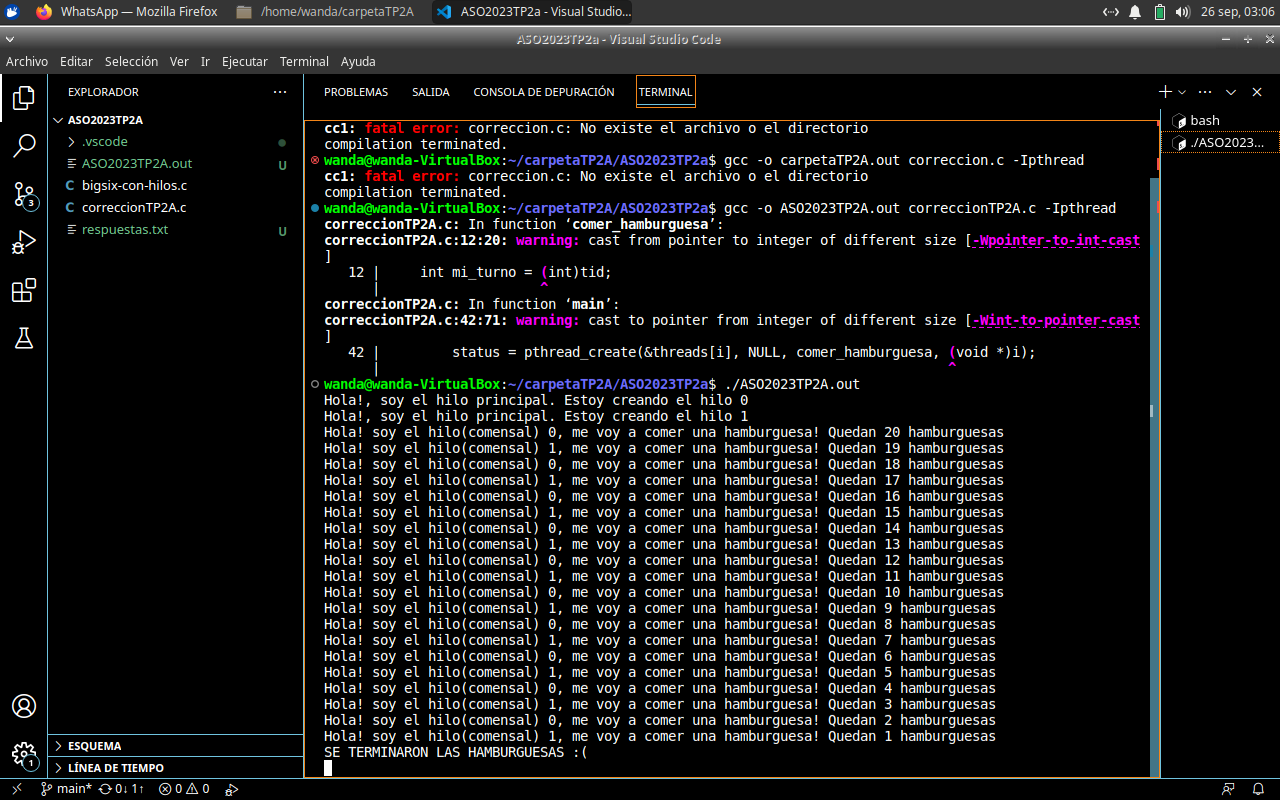 WhatsApp — Mozilla Firefox
/home/wanda/carpetaTP2A
ASO2023TP2a - Visual Studio...
26 sep, 03:06
ASO2023TP2a - Visual Studio Code
Archivo Editar Selección Ver Ir Ejecutar Terminal Ayuda
EXPLORADOR
ASO2023TP2A
.vscode
ASO2023TP2A.out U
C bigsix-con-hilos.c
C correccionTP2A.c
respuestas.txt U
3
1
ESQUEMA
LÍNEA DE TIEMPO
PROBLEMAS SALIDA CONSOLA DE DEPURACIÓN TERMINAL
cc1: fatal error: correccion.c: No existe el archivo o el directorio
compilation terminated.
wanda@wanda-VirtualBox:~/carpetaTP2A/ASO2023TP2a$ gcc -o carpetaTP2A.out correccion.c -Ipthread
cc1: fatal error: correccion.c: No existe el archivo o el directorio
compilation terminated.
wanda@wanda-VirtualBox:~/carpetaTP2A/ASO2023TP2a$ gcc -o ASO2023TP2A.out correccionTP2A.c -Ipthread
correccionTP2A.c: In function ‘comer_hamburguesa’:
correccionTP2A.c:12:20: warning: cast from pointer to integer of different size [-Wpointer-to-int-cast
]
12 | int mi_turno = (int)tid;
| ^
correccionTP2A.c: In function ‘main’:
correccionTP2A.c:42:71: warning: cast to pointer from integer of different size [-Wint-to-pointer-cast
]
42 | status = pthread_create(&threads[i], NULL, comer_hamburguesa, (void *)i);
| ^
wanda@wanda-VirtualBox:~/carpetaTP2A/ASO2023TP2a$ ./ASO2023TP2A.out
Hola!, soy el hilo principal. Estoy creando el hilo 0
Hola!, soy el hilo principal. Estoy creando el hilo 1
Hola! soy el hilo(comensal) 0, me voy a comer una hamburguesa! Quedan 20 hamburguesas
Hola! soy el hilo(comensal) 1, me voy a comer una hamburguesa! Quedan 19 hamburguesas
Hola! soy el hilo(comensal) 0, me voy a comer una hamburguesa! Quedan 18 hamburguesas
Hola! soy el hilo(comensal) 1, me voy a comer una hamburguesa! Quedan 17 hamburguesas
Hola! soy el hilo(comensal) 0, me voy a comer una hamburguesa! Quedan 16 hamburguesas
Hola! soy el hilo(comensal) 1, me voy a comer una hamburguesa! Quedan 15 hamburguesas
Hola! soy el hilo(comensal) 0, me voy a comer una hamburguesa! Quedan 14 hamburguesas
Hola! soy el hilo(comensal) 1, me voy a comer una hamburguesa! Quedan 13 hamburguesas
Hola! soy el hilo(comensal) 0, me voy a comer una hamburguesa! Quedan 12 hamburguesas
Hola! soy el hilo(comensal) 1, me voy a comer una hamburguesa! Quedan 11 hamburguesas
Hola! soy el hilo(comensal) 0, me voy a comer una hamburguesa! Quedan 10 hamburguesas
Hola! soy el hilo(comensal) 1, me voy a comer una hamburguesa! Quedan 9 hamburguesas
Hola! soy el hilo(comensal) 0, me voy a comer una hamburguesa! Quedan 8 hamburguesas
Hola! soy el hilo(comensal) 1, me voy a comer una hamburguesa! Quedan 7 hamburguesas
Hola! soy el hilo(comensal) 0, me voy a comer una hamburguesa! Quedan 6 hamburguesas
Hola! soy el hilo(comensal) 1, me voy a comer una hamburguesa! Quedan 5 hamburguesas
Hola! soy el hilo(comensal) 0, me voy a comer una hamburguesa! Quedan 4 hamburguesas
Hola! soy el hilo(comensal) 1, me voy a comer una hamburguesa! Quedan 3 hamburguesas
Hola! soy el hilo(comensal) 0, me voy a comer una hamburguesa! Quedan 2 hamburguesas
Hola! soy el hilo(comensal) 1, me voy a comer una hamburguesa! Quedan 1 hamburguesas
SE TERMINARON LAS HAMBURGUESAS :(
bash
./ASO2023...
main* 0↓ 1↑ 0 0